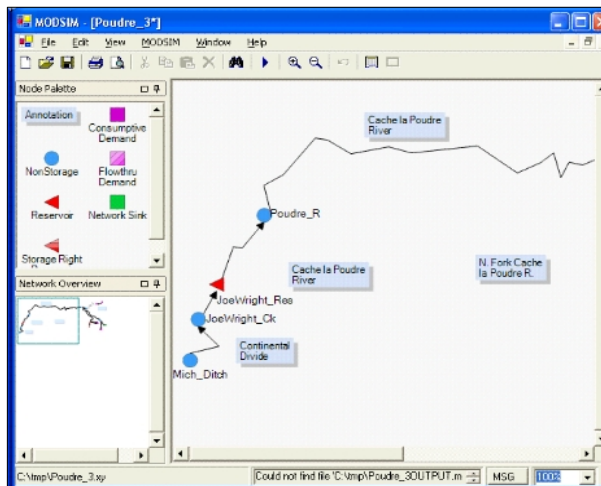 MODSIM - [Poudre_3*]
File Edit View MODSIM Window Help
Node Palette
Annotation
Consumptive
Demand
NonStorage
Flowthru
Demand
Reservoir
Network Sink
Storage Right
Network Overview
Cache la Poudre
River
Poudre_R
Cache la Poudre
River
N. Fork Cache
la Poudre R.
JoeWright_Res
JoeWright_Ck
Continental
Divide
Mich_Ditch
C:\tmp\Poudre_3.xy
Could not find file 'C:\tmp\Poudre_3OUTPUT.m
MSG
100%